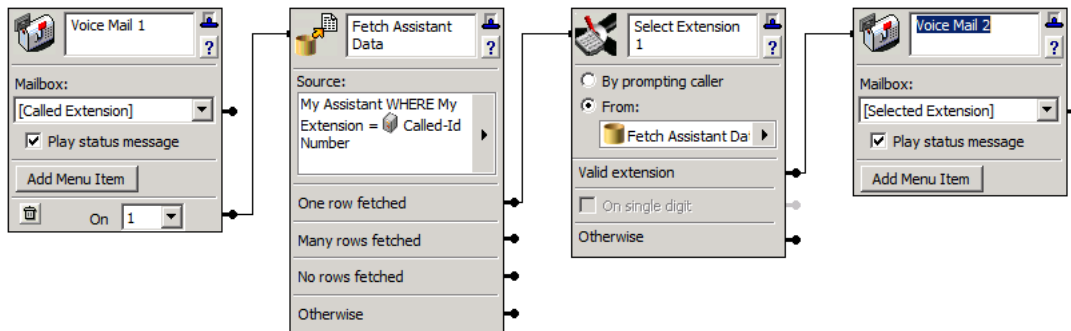 Voice Mail 1
?
Mailbox:
[Called Extension]
Play status message
Add Menu Item
On 1
Fetch Assistant
Data
?
Source:
My Assistant WHERE My
Extension = Called-Id
Number
One row fetched
Many rows fetched
No rows fetched
Otherwise
Select Extension
1
?
By prompting caller
From:
Fetch Assistant Da
Valid extension
On single digit
Otherwise
Voice Mail 2
?
Mailbox:
[Selected Extension]
Play status message
Add Menu Item